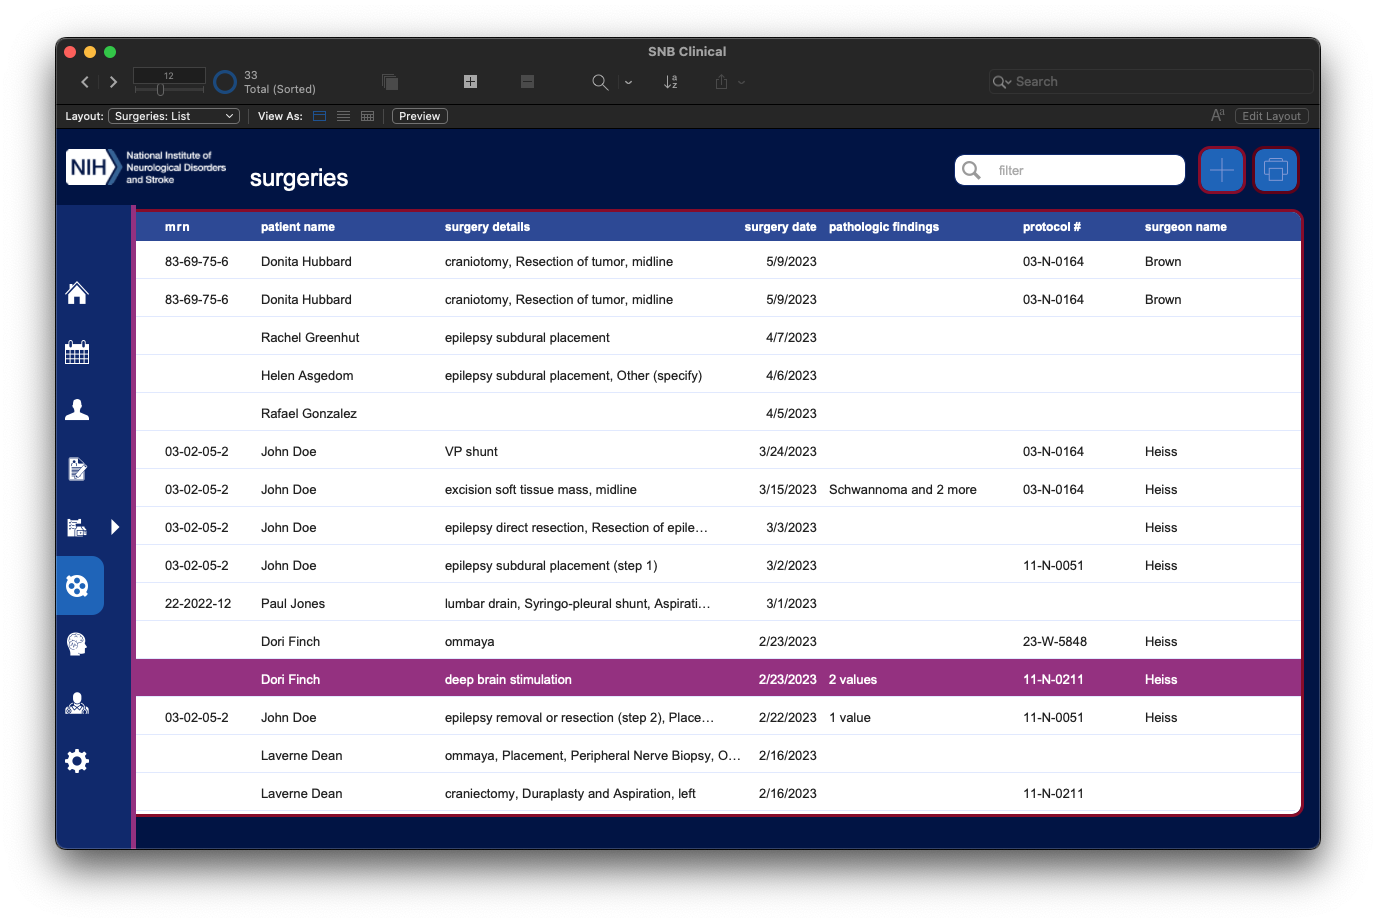 SNB Clinical
12
33
Total (Sorted)
Search
Layout: Surgeries: List View As: Preview Aa Edit Layout
NIH
National Institute of
Neurological Disorders
and Stroke
surgeries
filter
mrn patient name surgery details surgery date pathologic findings protocol # surgeon name
83-69-75-6 Donita Hubbard craniotomy, Resection of tumor, midline 5/9/2023 03-N-0164 Brown
83-69-75-6 Donita Hubbard craniotomy, Resection of tumor, midline 5/9/2023 03-N-0164 Brown
Rachel Greenhut epilepsy subdural placement 4/7/2023
Helen Asgedom epilepsy subdural placement, Other (specify) 4/6/2023
Rafael Gonzalez 4/5/2023
03-02-05-2 John Doe VP shunt 3/24/2023 03-N-0164 Heiss
03-02-05-2 John Doe excision soft tissue mass, midline 3/15/2023 Schwannoma and 2 more 03-N-0164 Heiss
03-02-05-2 John Doe epilepsy direct resection, Resection of epile… 3/3/2023 Heiss
03-02-05-2 John Doe epilepsy subdural placement (step 1) 3/2/2023 11-N-0051 Heiss
22-2022-12 Paul Jones lumbar drain, Syringo-pleural shunt, Aspirati… 3/1/2023
Dori Finch ommaya 2/23/2023 23-W-5848 Heiss
Dori Finch deep brain stimulation 2/23/2023 2 values 11-N-0211 Heiss
03-02-05-2 John Doe epilepsy removal or resection (step 2), Place… 2/22/2023 1 value 11-N-0051 Heiss
Laverne Dean ommaya, Placement, Peripheral Nerve Biopsy, O… 2/16/2023
Laverne Dean craniectomy, Duraplasty and Aspiration, left 2/16/2023 11-N-0211